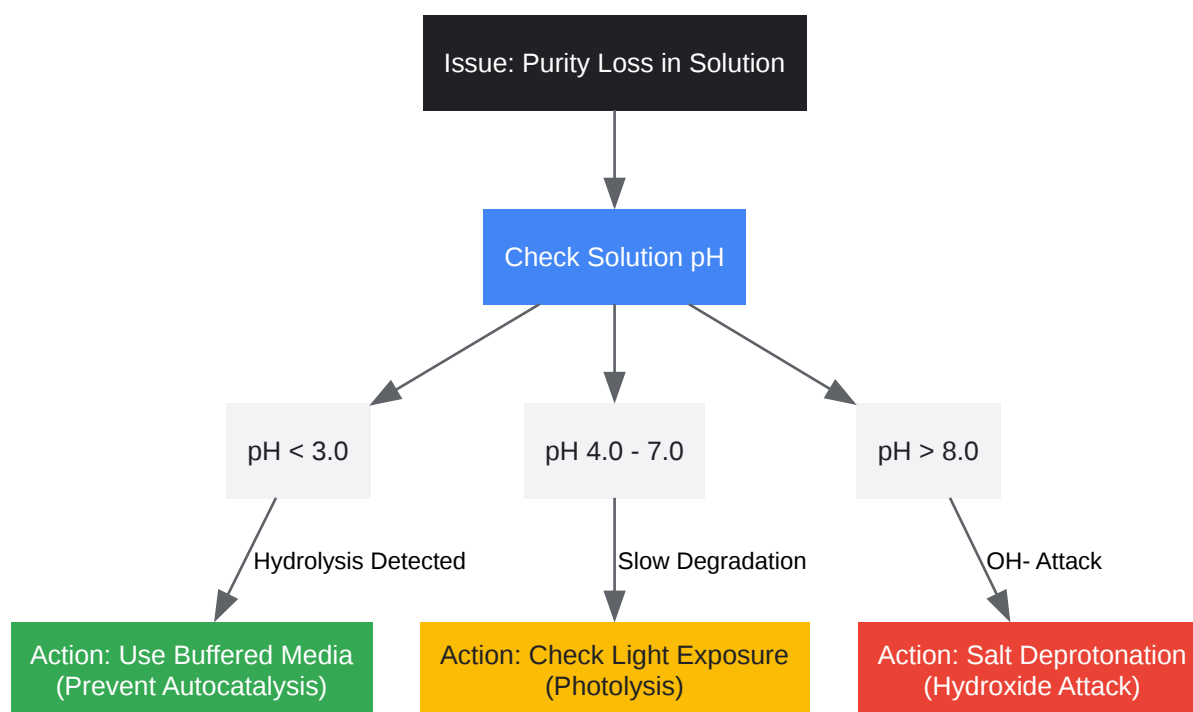 Issue: Purity Loss in Solution
Check Solution pH
pH < 3.0
pH 4.0 - 7.0
pH > 8.0
Hydrolysis Detected
Slow Degradation
OH- Attack
Action: Use Buffered Media
(Prevent Autocatalysis)
Action: Check Light Exposure
(Photolysis)
Action: Salt Deprotonation
(Hydroxide Attack)